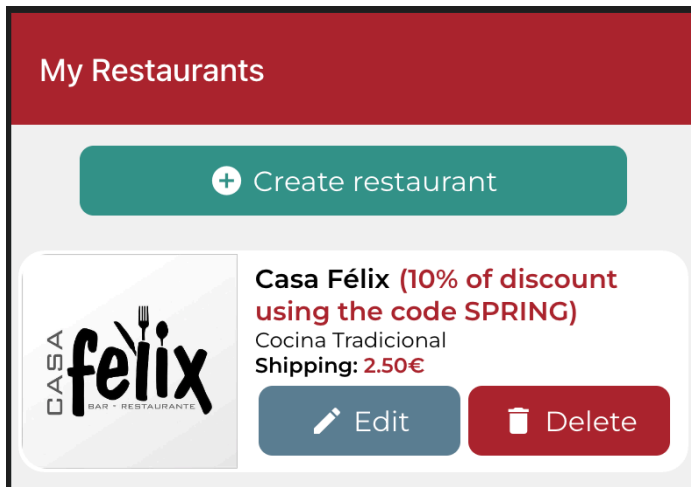 My Restaurants
Create restaurant
Casa Félix (10% of discount
using the code SPRING)
Cocina Tradicional
Shipping: 2.50€
CASA
felix
BAR • RESTAURANTE
Edit
Delete